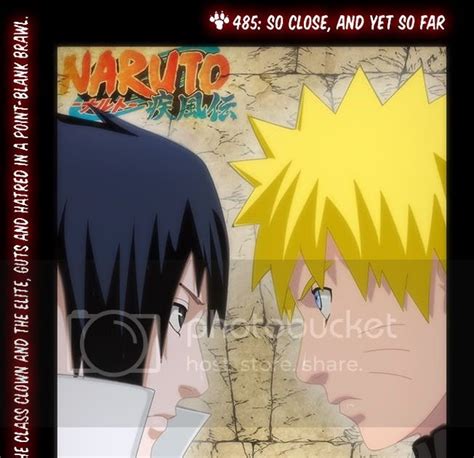 485: SO CLOSE, AND YET SO FAR
NARUTO
ナルト
疾風伝
HE CLASS CLOWN AND THE ELITE, GUTS AND HATRED IN A POINT-BLANK BRAWL.
photobucket
host. store. share.